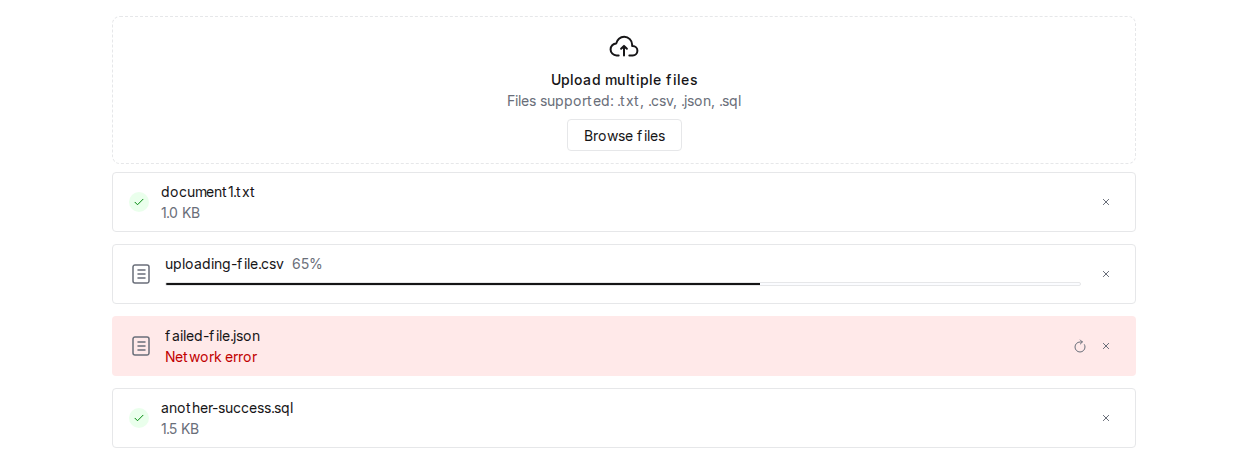 Upload multiple files
Files supported: .txt, .csv, .json, .sql
Browse files
document1.txt
1.0 KB
uploading-file.csv 65%
failed-file.json
Network error
another-success.sql
1.5 KB